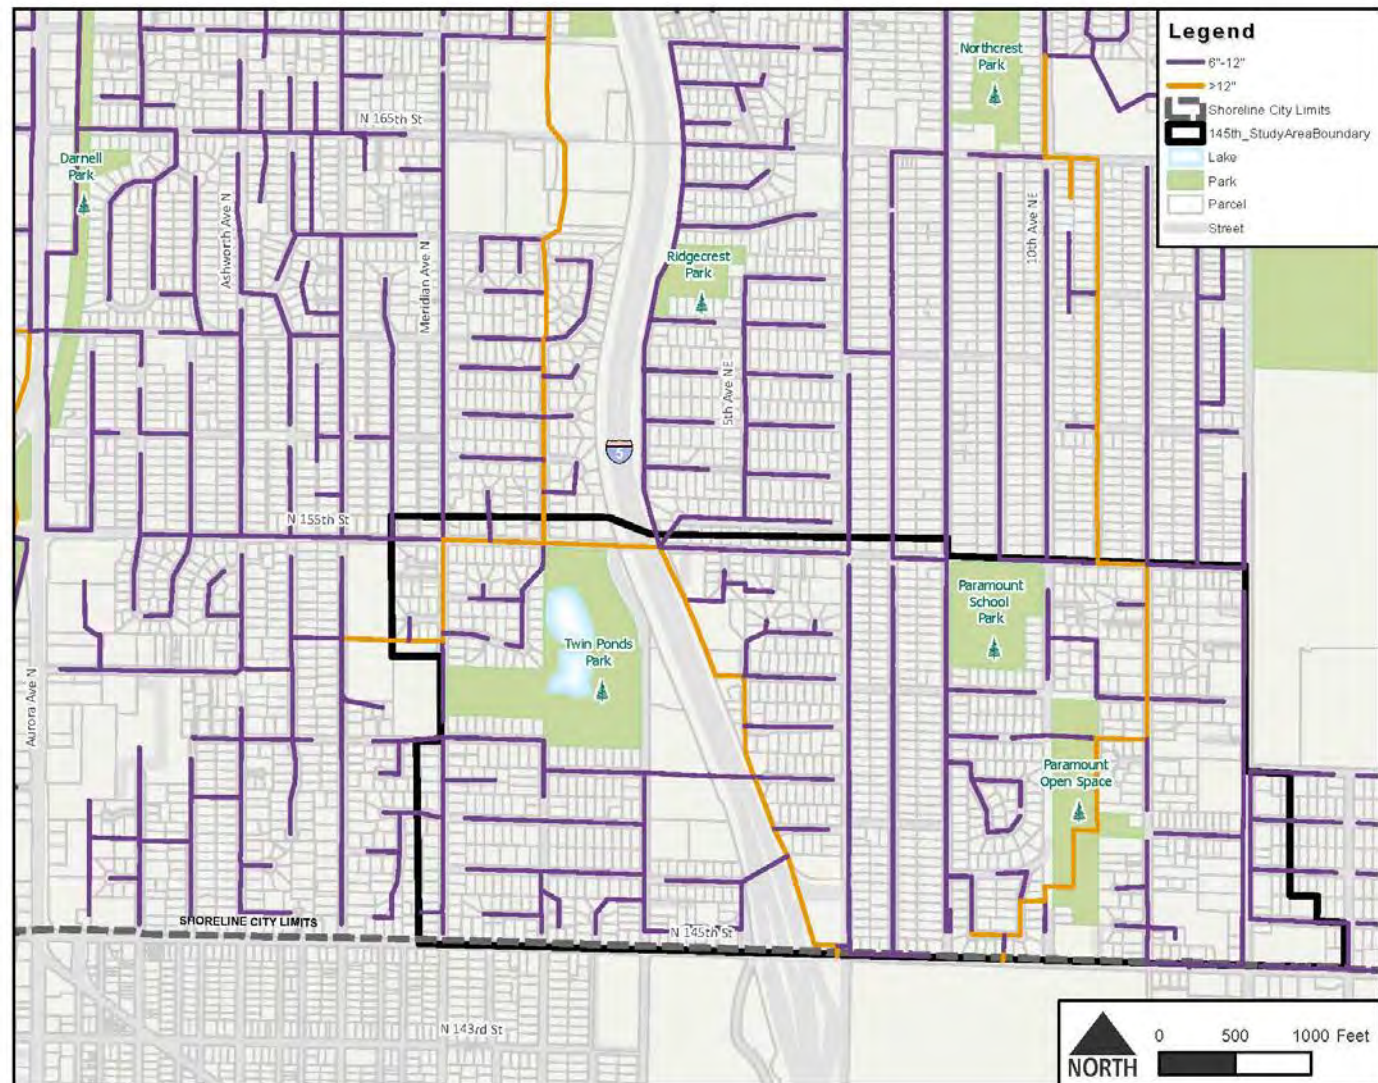 Legend
6"-12"
>12"
Shoreline City Limits
145th_StudyAreaBoundary
Lake
Park
Parcel
Street
Northcrest
Park
N 165th St
Darnell
Park
Ashworth Ave N
Meridian Ave N
10th Ave NE
Ridgecrest
Park
5th Ave NE
5
N 155th St
Paramount
School
Park
Twin Ponds
Park
Aurora Ave N
Paramount
Open Space
SHORELINE CITY LIMITS
N 145th St
N 143rd St
NORTH
0 500 1000 Feet